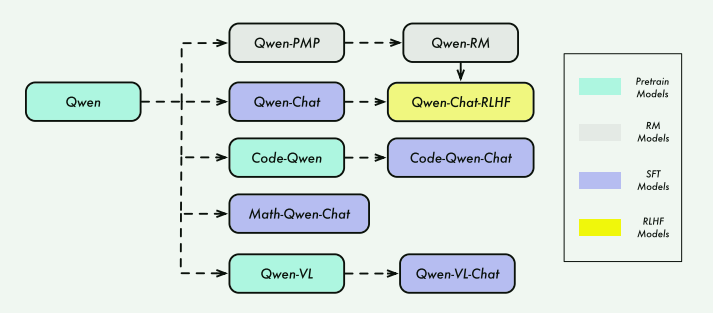 Qwen-PMP
Qwen-RM
Qwen
Qwen-Chat
Qwen-Chat-RLHF
Code-Qwen
Code-Qwen-Chat
Math-Qwen-Chat
Qwen-VL
Qwen-VL-Chat
Pretrain
Models
RM
Models
SFT
Models
RLHF
Models